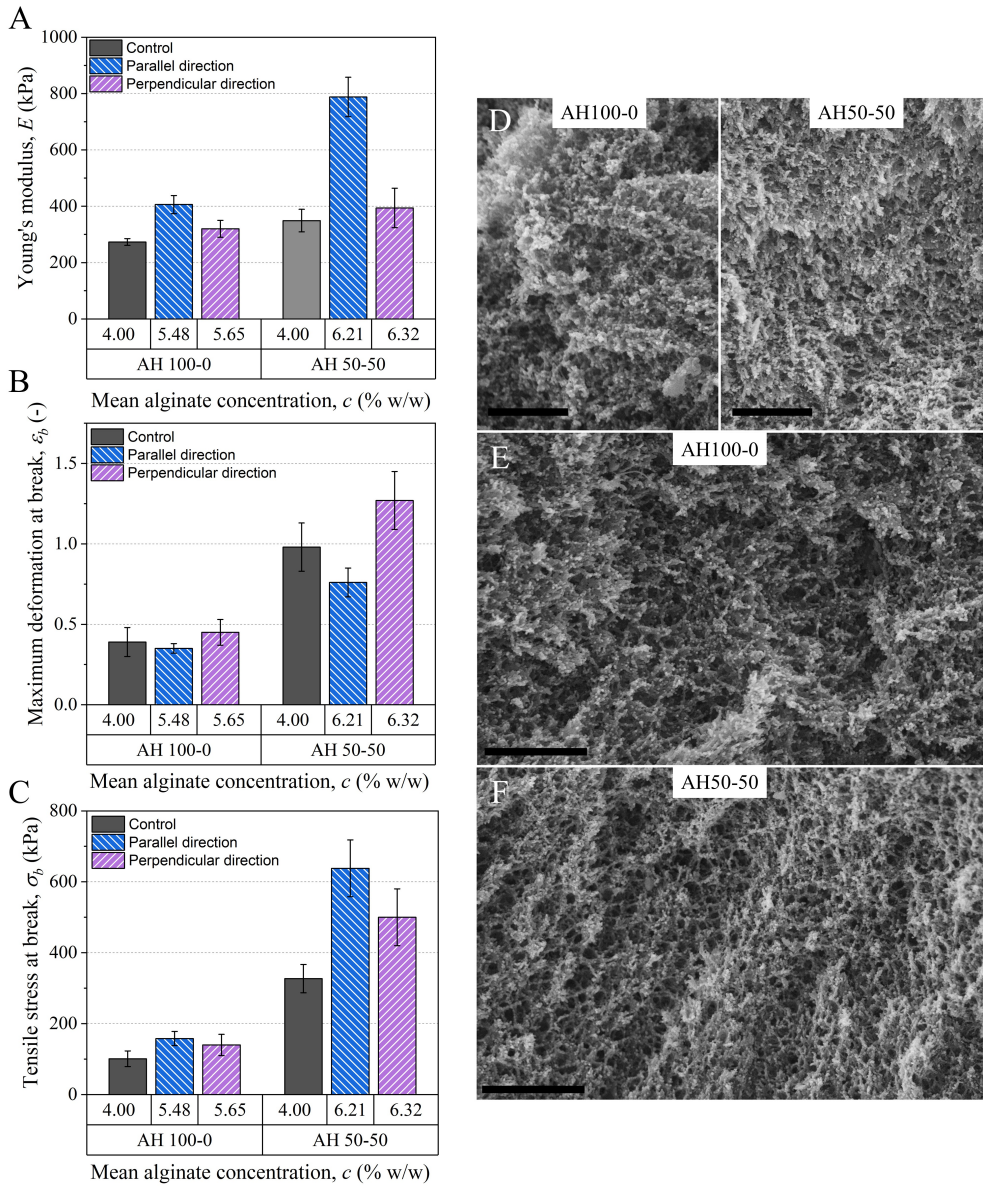 A
Young's modulus, E (kPa)
1000
800
600
400
200
0
Control
Parallel direction
Perpendicular direction
4.00 5.48 5.65 4.00 6.21 6.32
AH 100-0 AH 50-50
Mean alginate concentration, c (% w/w)
B
Maximum deformation at break, εb (-)
1.5
1.0
0.5
0.0
Control
Parallel direction
Perpendicular direction
4.00 5.48 5.65 4.00 6.21 6.32
AH 100-0 AH 50-50
Mean alginate concentration, c (% w/w)
C
Tensile stress at break, σb (kPa)
800
600
400
200
0
Control
Parallel direction
Perpendicular direction
4.00 5.48 5.65 4.00 6.21 6.32
AH 100-0 AH 50-50
Mean alginate concentration, c (% w/w)
D
AH100-0
AH50-50
E
AH100-0
F
AH50-50